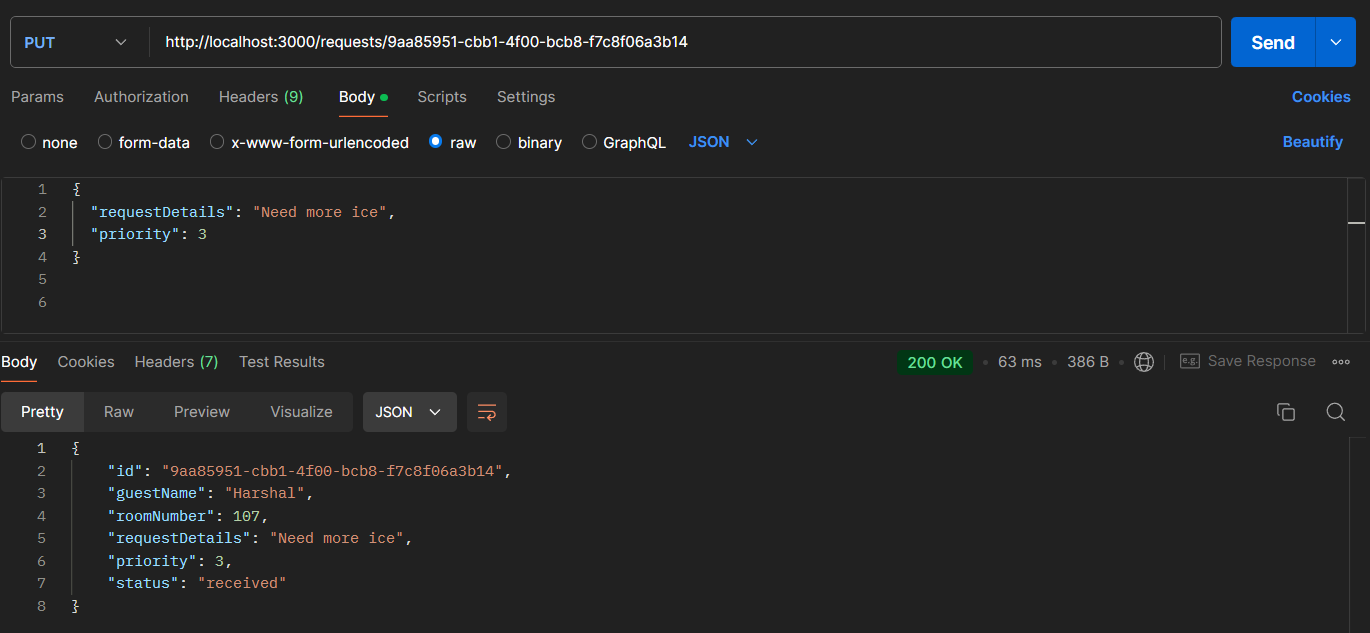 PUT http://localhost:3000/requests/9aa85951-cbb1-4f00-bcb8-f7c8f06a3b14 Send
Params Authorization Headers (9) Body Scripts Settings Cookies
none form-data x-www-form-urlencoded raw binary GraphQL JSON Beautify
1 {
2 "requestDetails": "Need more ice",
3 "priority": 3
4 }
5
6
Body Cookies Headers (7) Test Results 200 OK 63 ms 386 B e.g. Save Response
Pretty Raw Preview Visualize JSON
1 {
2 "id": "9aa85951-cbb1-4f00-bcb8-f7c8f06a3b14",
3 "guestName": "Harshal",
4 "roomNumber": 107,
5 "requestDetails": "Need more ice",
6 "priority": 3,
7 "status": "received"
8 }